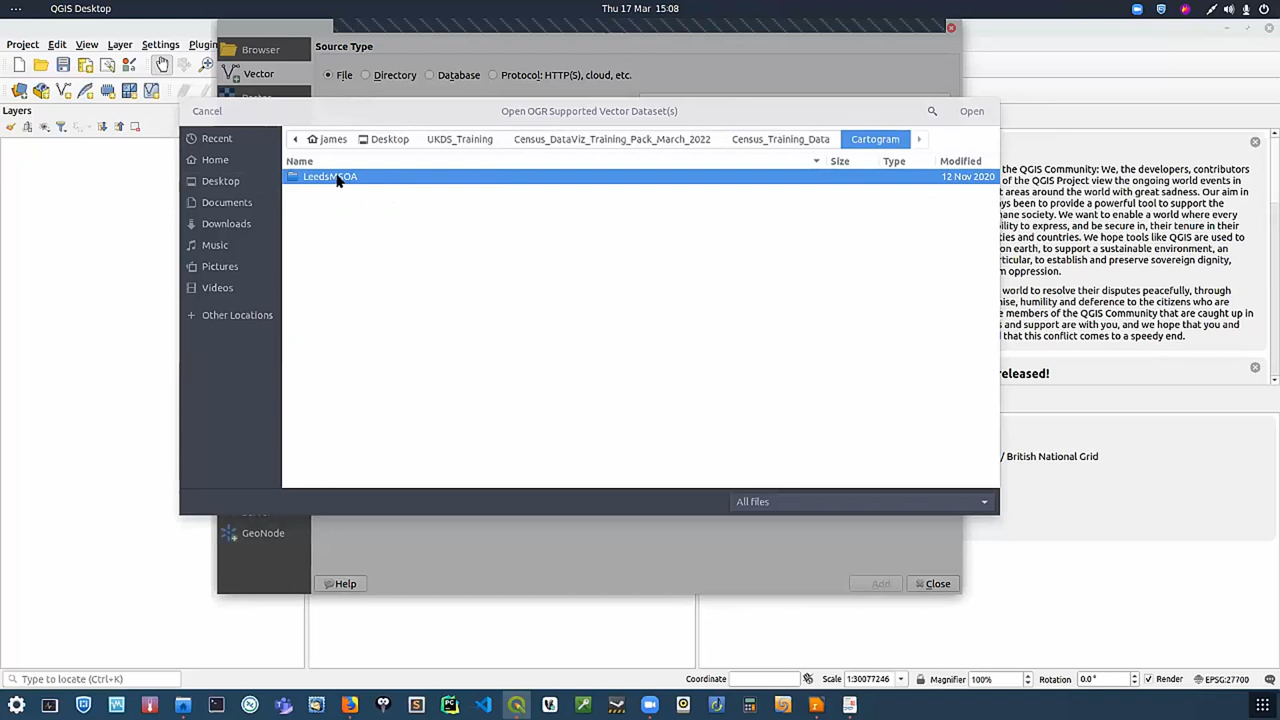 QGIS Desktop
Thu 17 Mar 15:08
Project Edit View Layer Settings
Layers
Browser
Vector
Source Type
File Directory Database Protocol: HTTP(S), cloud, etc.
Cancel
Open OGR Supported Vector Dataset(s)
Open
Recent
Home
Desktop
Documents
Downloads
Music
Pictures
Videos
Other Locations
james Desktop UKDS_Training Census_DataViz_Training_Pack_March_2022 Census_Training_Data Cartogram
Name Size Type Modified
LeedsMSOA 12 Nov 2020
All files
GeoNode
Help
Add
Close
the QGIS Community: We, the developers, contributors
of the QGIS Project view the ongoing world events in
art areas around the world with great sadness. Our aim in
ys been to provide a powerful tool to support the
mane society. We want to enable a world where every
bility to express, and be secure in, their tenure in their
ities and countries. We hope tools like QGIS are used to
on earth, to support a sustainable environment, an
rticular, to establish and preserve sovereign dignity,
m oppression.
world to resolve their disputes peacefully, through
nise, humility and deference to the citizens who are
e members of the QGIS Community that are caught up in
s and support are with you, and we hope that you and
d that this conflict comes to a speedy end.
released!
/ British National Grid
Type to locate (Ctrl+K)
Coordinate
Scale 1:30077246
Magnifier 100%
Rotation 0.0°
Render
EPSG:27700